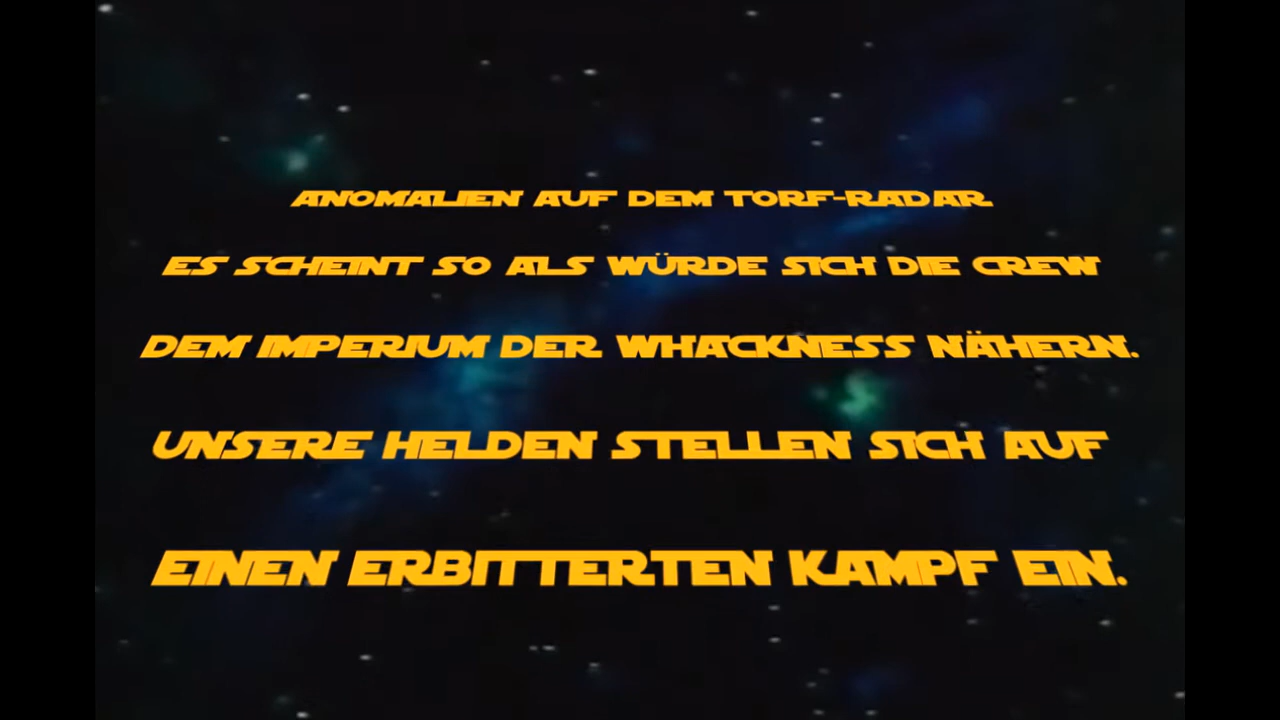 ANOMALIEN AUF DEM TORF-RADAR
ES SCHEINT SO ALS WÜRDE SICH DIE CREW
DEM IMPERIUM DER WHACKNESS NÄHERN.
UNSERE HELDEN STELLEN SICH AUF
EINEN ERBITTERTEN KAMPF EIN.